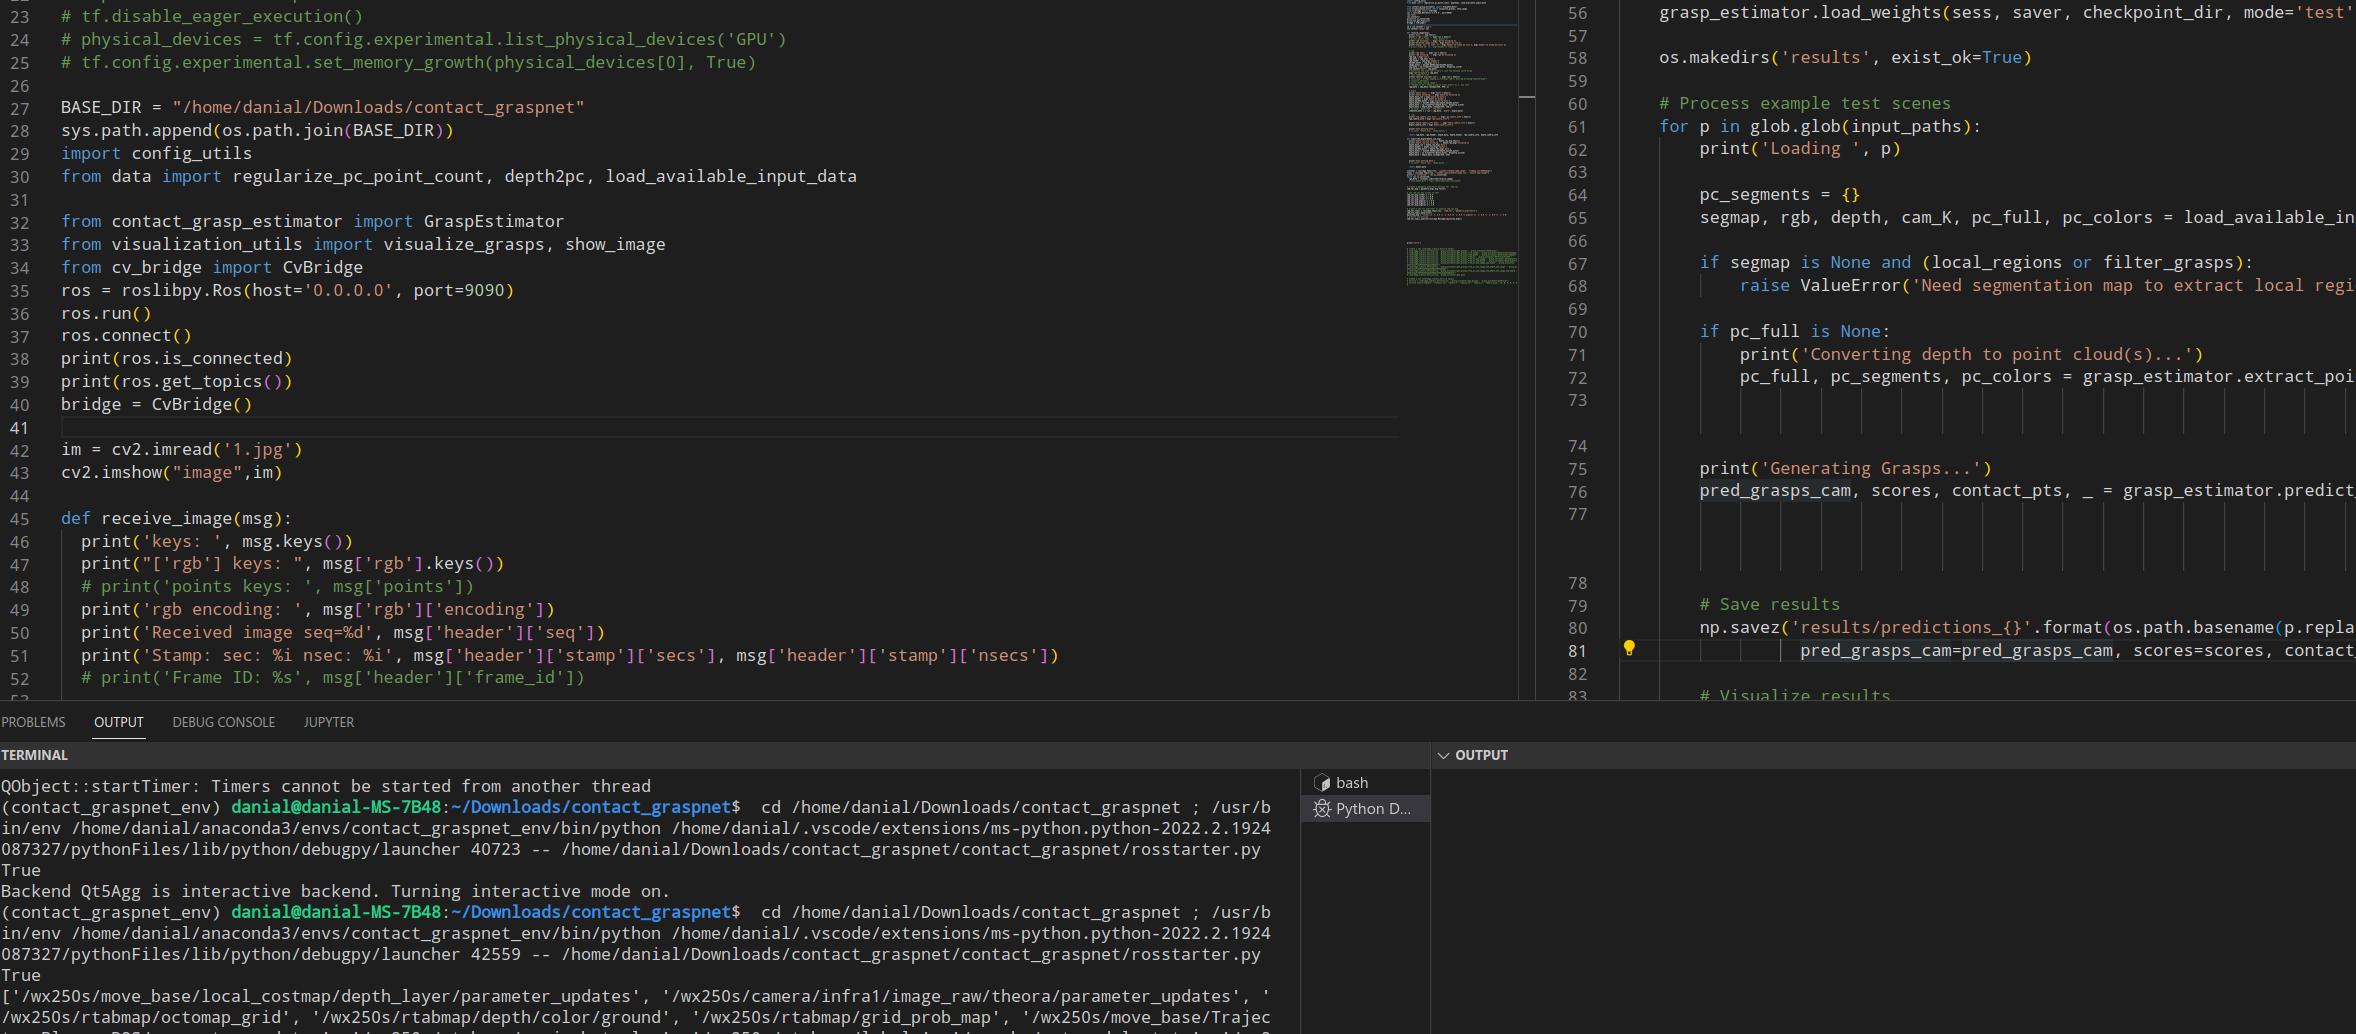 23 # tf.disable_eager_execution()
24 # physical_devices = tf.config.experimental.list_physical_devices('GPU')
25 # tf.config.experimental.set_memory_growth(physical_devices[0], True)
26
27 BASE_DIR = "/home/danial/Downloads/contact_graspnet"
28 sys.path.append(os.path.join(BASE_DIR))
29 import config_utils
30 from data import regularize_pc_point_count, depth2pc, load_available_input_data
31
32 from contact_grasp_estimator import GraspEstimator
33 from visualization_utils import visualize_grasps, show_image
34 from cv_bridge import CvBridge
35 ros = roslibpy.Ros(host='0.0.0.0', port=9090)
36 ros.run()
37 ros.connect()
38 print(ros.is_connected)
39 print(ros.get_topics())
40 bridge = CvBridge()
41
42 im = cv2.imread('1.jpg')
43 cv2.imshow("image",im)
44
45 def receive_image(msg):
46 print('keys: ', msg.keys())
47 print("['rgb'] keys: ", msg['rgb'].keys())
48 # print('points keys: ', msg['points'])
49 print('rgb encoding: ', msg['rgb']['encoding'])
50 print('Received image seq=%d', msg['header']['seq'])
51 print('Stamp: sec: %i nsec: %i', msg['header']['stamp']['secs'], msg['header']['stamp']['nsecs'])
52 # print('Frame ID: %s', msg['header']['frame_id'])
56 grasp_estimator.load_weights(sess, saver, checkpoint_dir, mode='test'
57
58 os.makedirs('results', exist_ok=True)
59
60 # Process example test scenes
61 for p in glob.glob(input_paths):
62 print('Loading ', p)
63
64 pc_segments = {}
65 segmap, rgb, depth, cam_K, pc_full, pc_colors = load_available_in
66
67 if segmap is None and (local_regions or filter_grasps):
68 raise ValueError('Need segmentation map to extract local regi
69
70 if pc_full is None:
71 print('Converting depth to point cloud(s)...')
72 pc_full, pc_segments, pc_colors = grasp_estimator.extract_poi
73
74
75 print('Generating Grasps...')
76 pred_grasps_cam, scores, contact_pts, _ = grasp_estimator.predict_
77
78
79 # Save results
80 np.savez('results/predictions_{}'.format(os.path.basename(p.repla
81 pred_grasps_cam=pred_grasps_cam, scores=scores, contact_
82
83 # Visualize results
PROBLEMS OUTPUT DEBUG CONSOLE JUPYTER
TERMINAL
QObject::startTimer: Timers cannot be started from another thread
(contact_graspnet_env) danial@danial-MS-7B48:~/Downloads/contact_graspnet$ cd /home/danial/Downloads/contact_graspnet ; /usr/b
in/env /home/danial/anaconda3/envs/contact_graspnet_env/bin/python /home/danial/.vscode/extensions/ms-python.python-2022.2.1924
087327/pythonFiles/lib/python/debugpy/launcher 40723 -- /home/danial/Downloads/contact_graspnet/contact_graspnet/rosstarter.py
True
Backend Qt5Agg is interactive backend. Turning interactive mode on.
(contact_graspnet_env) danial@danial-MS-7B48:~/Downloads/contact_graspnet$ cd /home/danial/Downloads/contact_graspnet ; /usr/b
in/env /home/danial/anaconda3/envs/contact_graspnet_env/bin/python /home/danial/.vscode/extensions/ms-python.python-2022.2.1924
087327/pythonFiles/lib/python/debugpy/launcher 42559 -- /home/danial/Downloads/contact_graspnet/contact_graspnet/rosstarter.py
True
['/wx250s/move_base/local_costmap/depth_layer/parameter_updates', '/wx250s/camera/infra1/image_raw/theora/parameter_updates', '
/wx250s/rtabmap/octomap_grid', '/wx250s/rtabmap/depth/color/ground', '/wx250s/rtabmap/grid_prob_map', '/wx250s/move_base/Trajec
bash
Python D...
OUTPUT